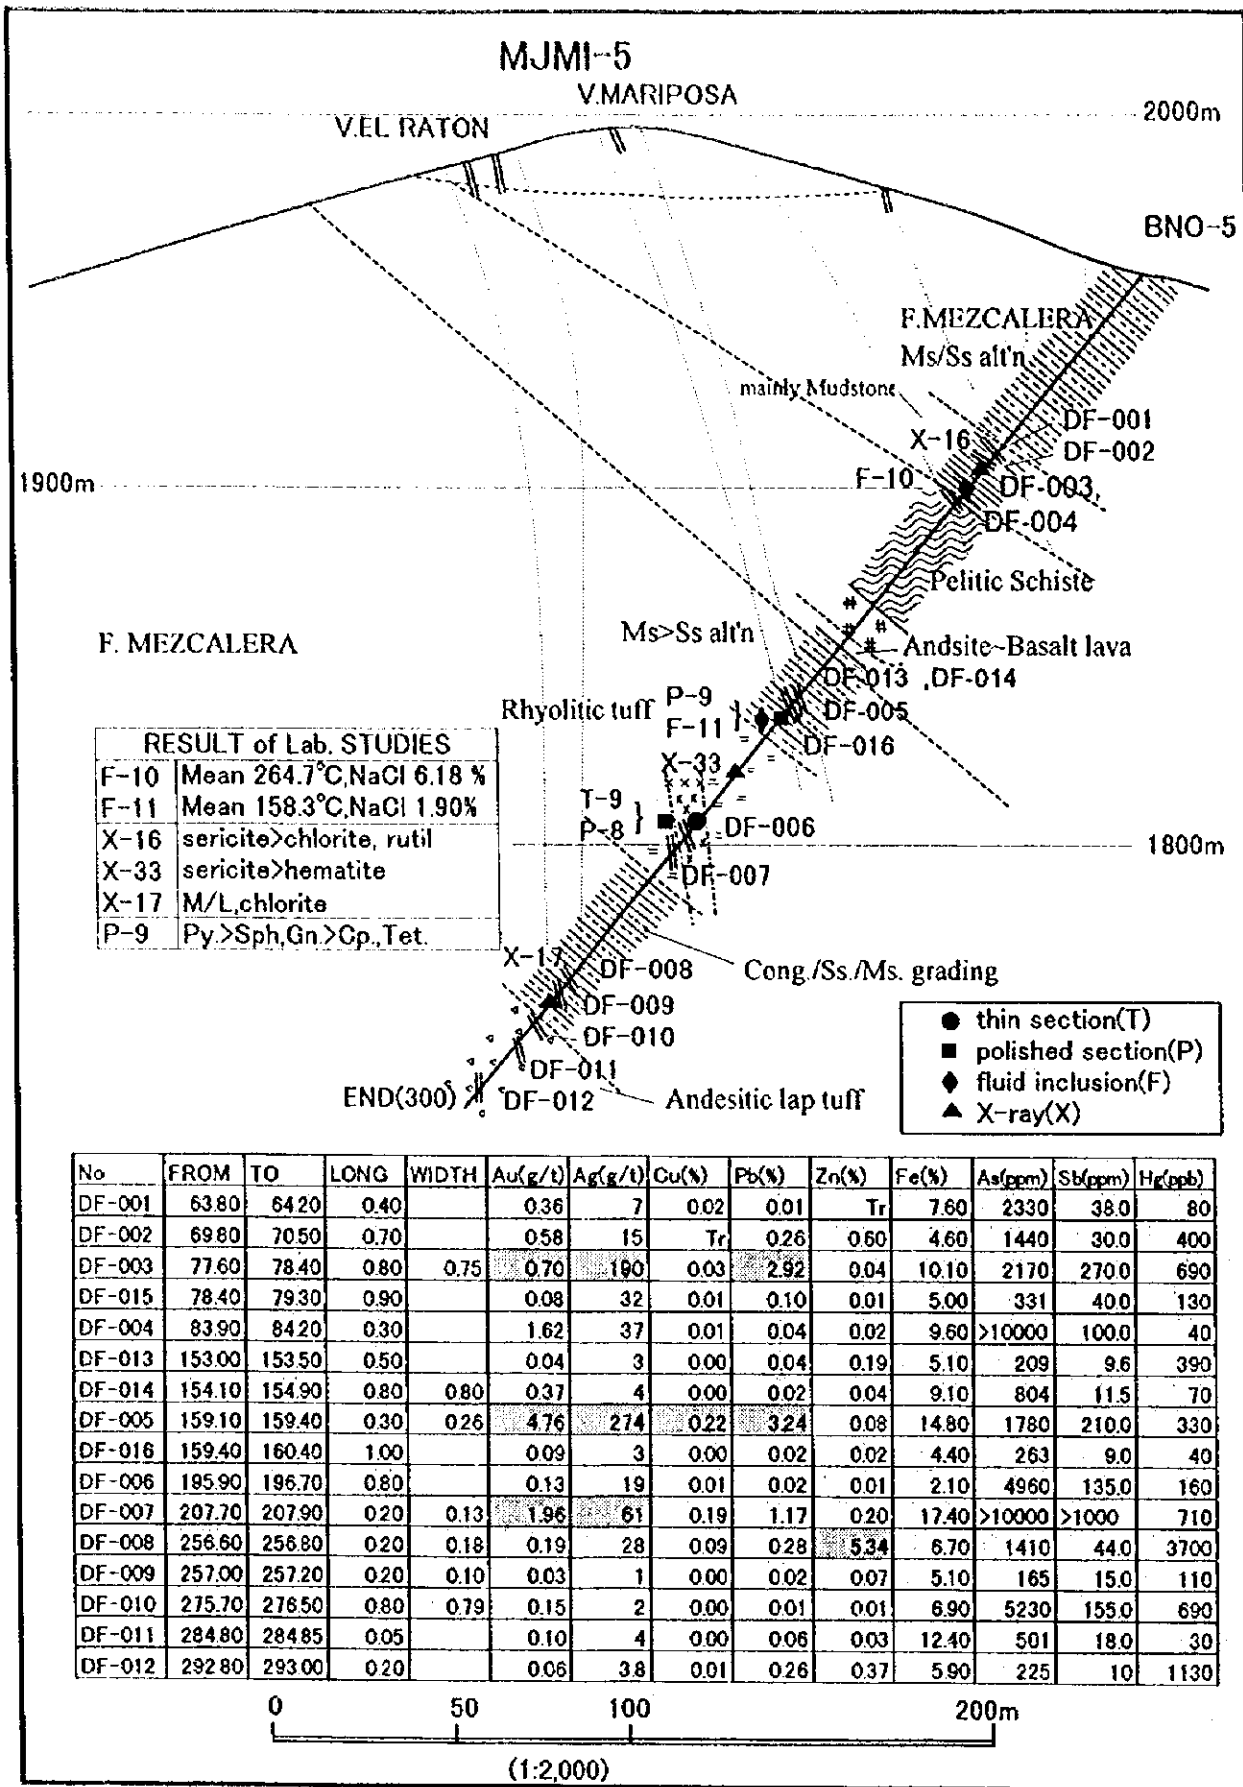 MJMI-5
V.MARIPOSA
2000m
V.EL RATON
BNO-5
F.MEZCALERA
Ms/Ss alt'n
mainly Mudstone
X-16
DF-001
DF-002
1900m
F-10
DF-003,
DF-004
Pelitic Schiste
F. MEZCALERA
Ms>Ss alt'n
Andsite~Basalt lava
DF-013 ,DF-014
Rhyolitic tuff
P-9
F-11
DF-005
DF-016
X-33
T-9
P-8
DF-006
1800m
DF-007
RESULT of Lab. STUDIES
F-10 Mean 264.7°C,NaCl 6.18 %
F-11 Mean 158.3°C,NaCl 1.90%
X-16 sericite>chlorite, rutil
X-33 sericite>hematite
X-17 M/L,chlorite
P-9 Py.>Sph,Gn.>Cp.,Tet.
X-17
DF-008
Cong./Ss./Ms. grading
DF-009
DF-010
DF-011
END(300)
DF-012
Andesitic lap tuff
● thin section(T)
■ polished section(P)
◆ fluid inclusion(F)
▲ X-ray(X)
No FROM TO LONG WIDTH Au(g/t) Ag(g/t) Cu(%) Pb(%) Zn(%) Fe(%) As(ppm) Sb(ppm) Hg(ppb)
DF-001 63.80 64.20 0.40 0.36 7 0.02 0.01 Tr 7.60 2330 38.0 80
DF-002 69.80 70.50 0.70 0.58 15 Tr 0.26 0.60 4.60 1440 30.0 400
DF-003 77.60 78.40 0.80 0.75 0.70 190 0.03 2.92 0.04 10.10 2170 270.0 690
DF-015 78.40 79.30 0.90 0.08 32 0.01 0.10 0.01 5.00 331 40.0 130
DF-004 83.90 84.20 0.30 1.62 37 0.01 0.04 0.02 9.60 >10000 100.0 40
DF-013 153.00 153.50 0.50 0.04 3 0.00 0.04 0.19 5.10 209 9.6 390
DF-014 154.10 154.90 0.80 0.80 0.37 4 0.00 0.02 0.04 9.10 804 11.5 70
DF-005 159.10 159.40 0.30 0.26 4.76 274 0.22 3.24 0.08 14.80 1780 210.0 330
DF-016 159.40 160.40 1.00 0.09 3 0.00 0.02 0.02 4.40 263 9.0 40
DF-006 195.90 196.70 0.80 0.13 19 0.01 0.02 0.01 2.10 4960 135.0 160
DF-007 207.70 207.90 0.20 0.13 1.96 61 0.19 1.17 0.20 17.40 >10000 >1000 710
DF-008 256.60 256.80 0.20 0.18 0.19 28 0.09 0.28 5.34 6.70 1410 44.0 3700
DF-009 257.00 257.20 0.20 0.10 0.03 1 0.00 0.02 0.07 5.10 165 15.0 110
DF-010 275.70 276.50 0.80 0.79 0.15 2 0.00 0.01 0.01 6.90 5230 155.0 690
DF-011 284.80 284.85 0.05 0.10 4 0.00 0.06 0.03 12.40 501 18.0 30
DF-012 292.80 293.00 0.20 0.06 3.8 0.01 0.26 0.37 5.90 225 10 1130
0 50 100 200m
(1:2,000)